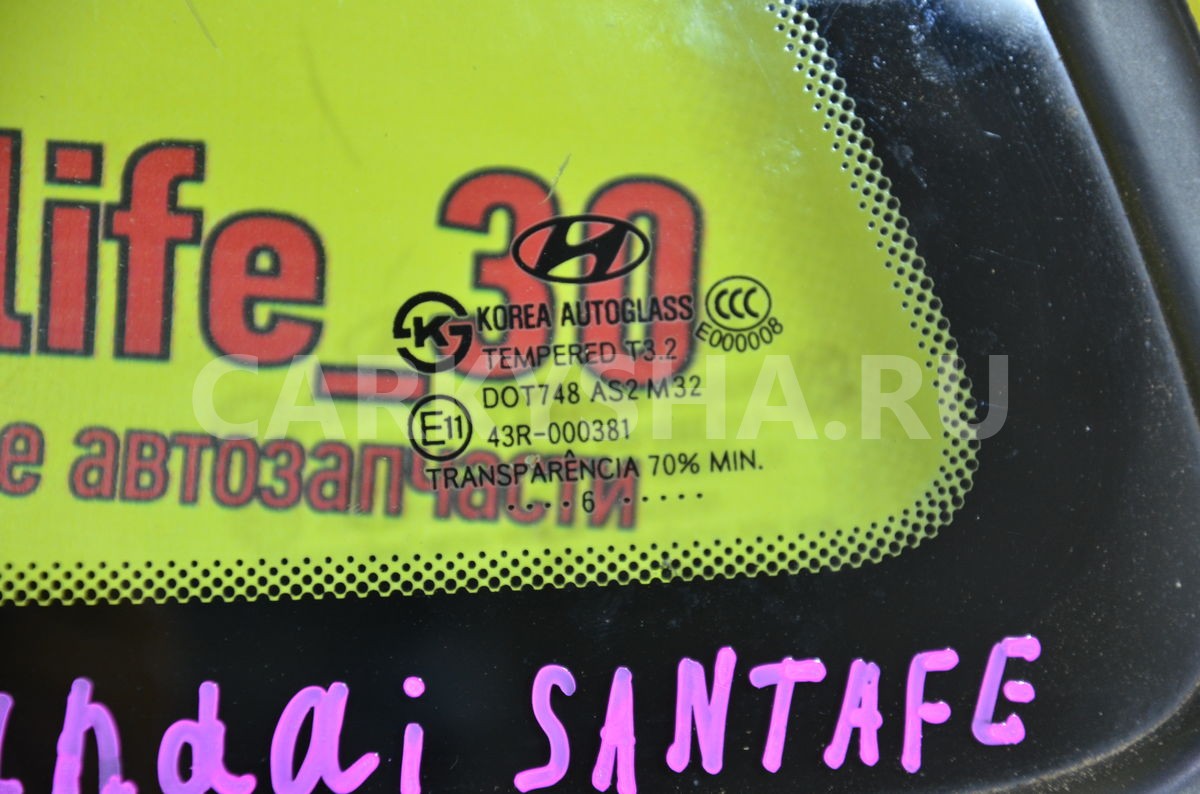 life_30
KOREA AUTOGLASS
CCC
E000008
TEMPERED T3.2
DOT748 AS2 M32
E11
43R-000381
TRANSPARÊNCIA 70% MIN.
. . . . 6 . . . . . .
е автозапчасти
CARKYSHA.RU
undai SANTAFE